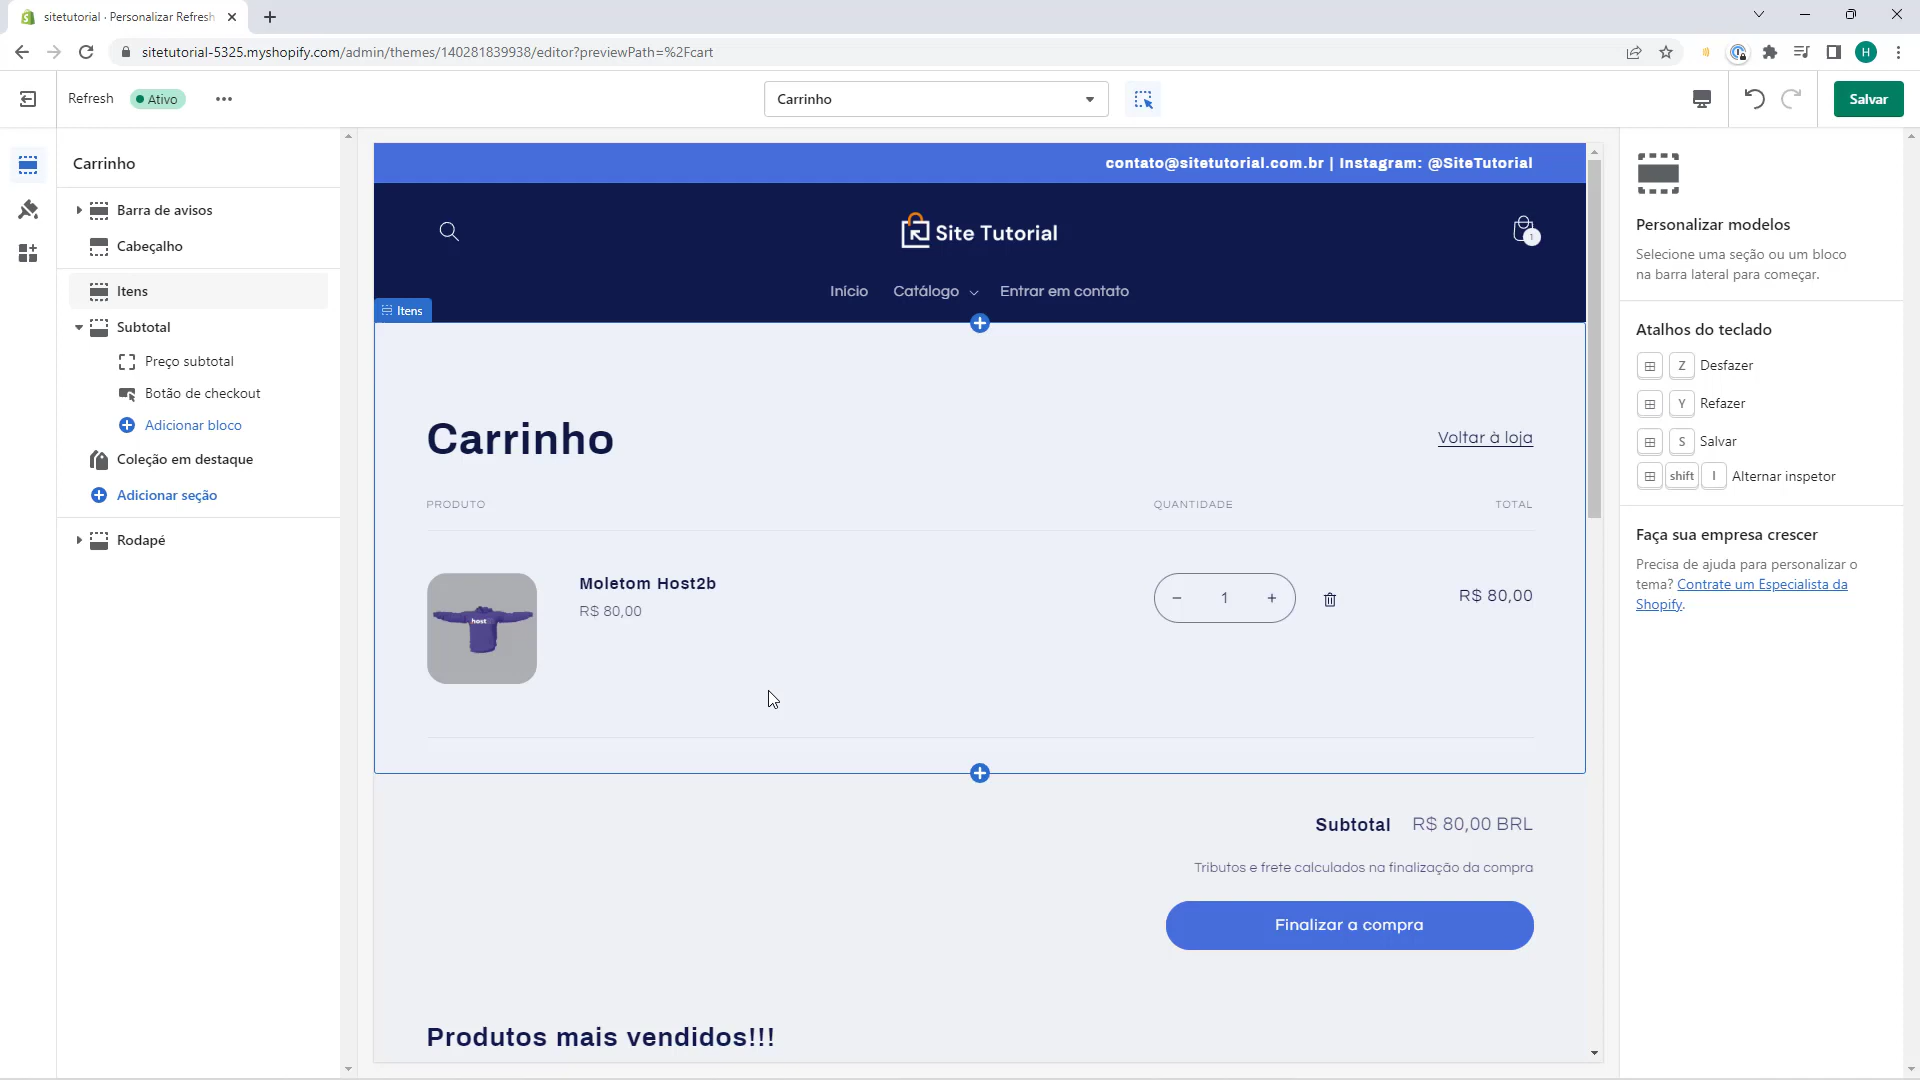 sitetutorial · Personalizar Refresh
sitetutorial-5325.myshopify.com/admin/themes/140281839938/editor?previewPath=%2Fcart
H
Refresh
Ativo
Carrinho
Salvar
Carrinho
Barra de avisos
Cabeçalho
Itens
Subtotal
Preço subtotal
Botão de checkout
Adicionar bloco
Coleção em destaque
Adicionar seção
Rodapé
contato@sitetutorial.com.br | Instagram: @SiteTutorial
Site Tutorial
1
Início Catálogo Entrar em contato
Itens
Carrinho
Voltar à loja
PRODUTO QUANTIDADE TOTAL
host
Moletom Host2b
R$ 80,00
− 1 +
R$ 80,00
Subtotal R$ 80,00 BRL
Tributos e frete calculados na finalização da compra
Finalizar a compra
Produtos mais vendidos!!!
Personalizar modelos
Selecione uma seção ou um bloco
na barra lateral para começar.
Atalhos do teclado
Z Desfazer
Y Refazer
S Salvar
shift I Alternar inspetor
Faça sua empresa crescer
Precisa de ajuda para personalizar o
tema? Contrate um Especialista da
Shopify.